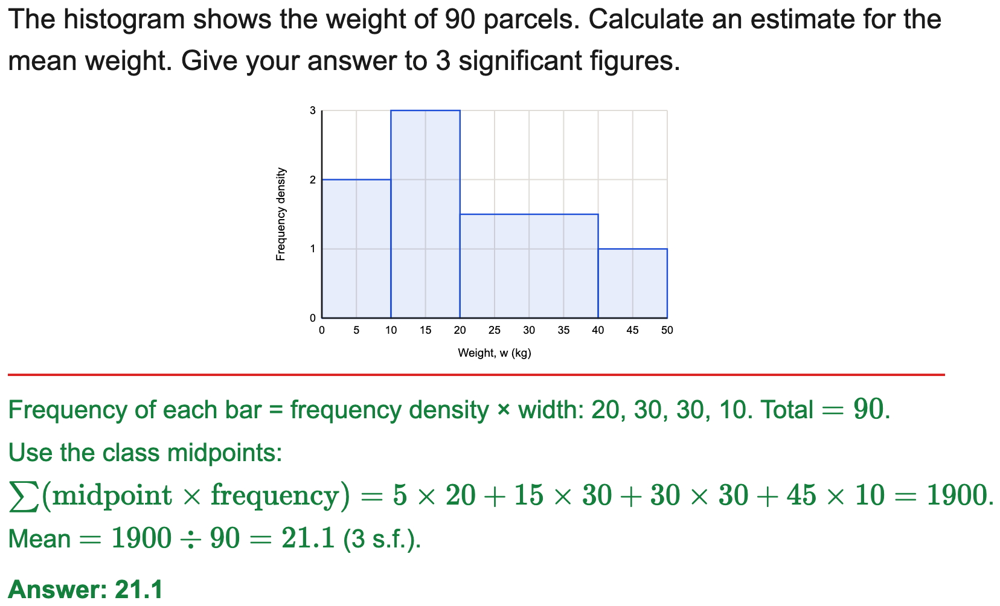 The histogram shows the weight of 90 parcels. Calculate an estimate for the
mean weight. Give your answer to 3 significant figures.
3
2
1
0
Frequency density
0 5 10 15 20 25 30 35 40 45 50
Weight, w (kg)
Frequency of each bar = frequency density × width: 20, 30, 30, 10. Total = 90.
Use the class midpoints:
∑(midpoint × frequency) = 5 × 20 + 15 × 30 + 30 × 30 + 45 × 10 = 1900.
Mean = 1900 ÷ 90 = 21.1 (3 s.f.).
Answer: 21.1